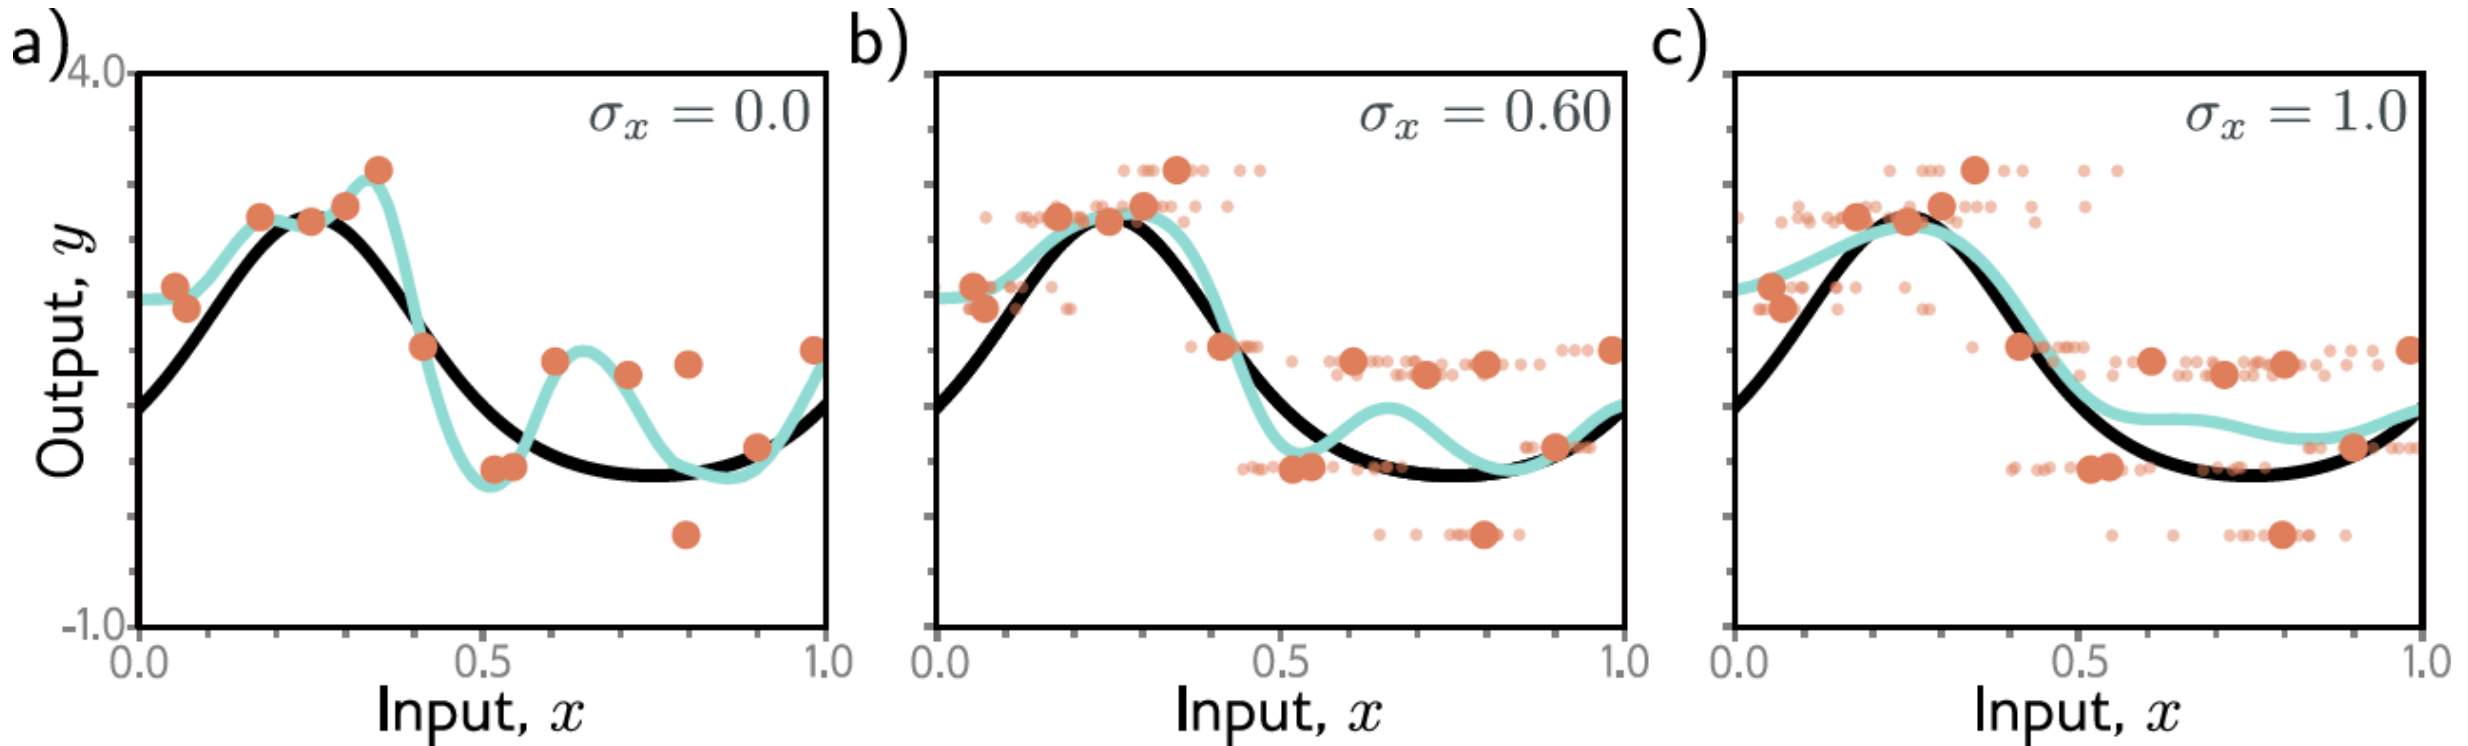 a)
4.0
σx = 0.0
Output, y
-1.0
0.0 0.5 1.0
Input, x
b)
σx = 0.60
0.0 0.5 1.0
Input, x
c)
σx = 1.0
0.0 0.5 1.0
Input, x